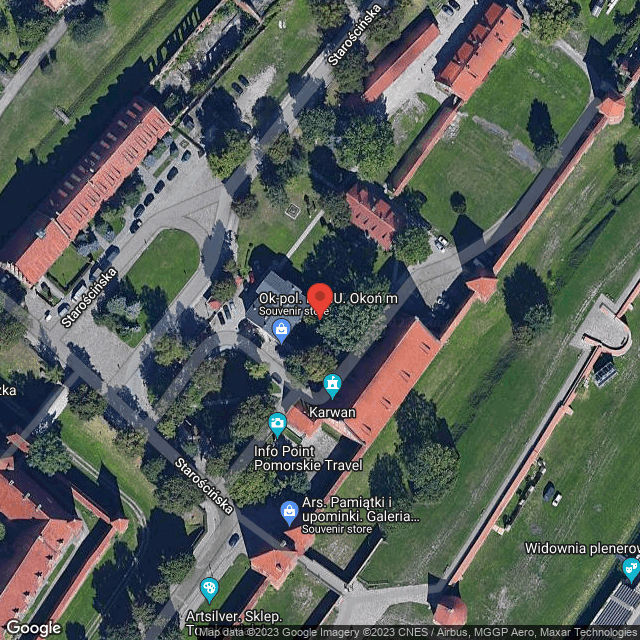 Starościńska
Ok-pol.
U. Okoń m
Souvenir store
Starościńska
Karwan
Info Point
Pomorskie Travel
Starościńska
Ars. Pamiątki i
upominki. Galeria...
Souvenir store
Widownia plenerow
Artsilver. Sklep.
Google
Map data ©2023 Google Imagery ©2023 CNES / Airbus, MGGP Aero, Maxar Technologies